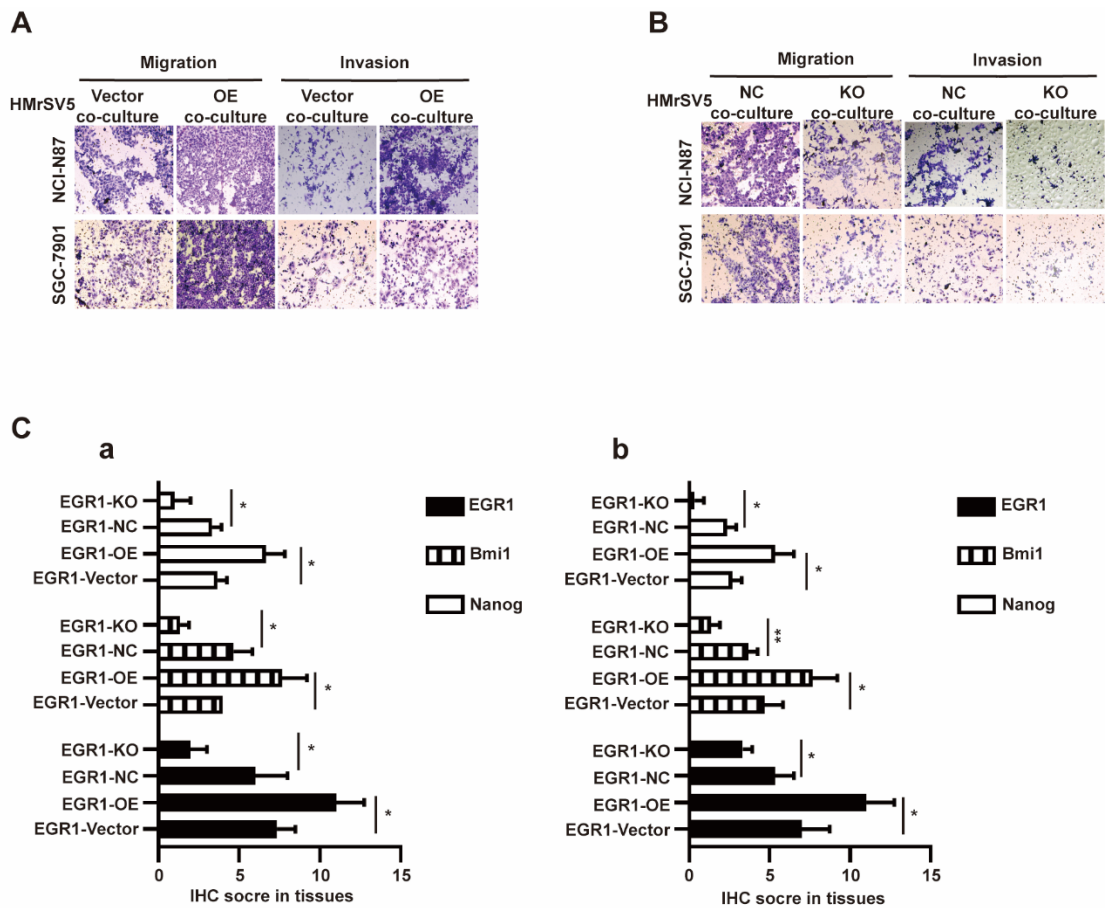 A
Migration
Invasion
HMrSV5
Vector
co-culture
OE
co-culture
Vector
co-culture
OE
co-culture
NCI-N87
SGC-7901
B
Migration
Invasion
HMrSV5
NC
co-culture
KO
co-culture
NC
co-culture
KO
co-culture
NCI-N87
SGC-7901
C
a
EGR1-KO
*
EGR1-NC
EGR1-OE
*
EGR1-Vector
EGR1-KO
*
EGR1-NC
EGR1-OE
*
EGR1-Vector
EGR1-KO
*
EGR1-NC
EGR1-OE
*
EGR1-Vector
0 5 10 15
IHC socre in tissues
EGR1
Bmi1
Nanog
b
EGR1-KO
*
EGR1-NC
EGR1-OE
*
EGR1-Vector
EGR1-KO
**
EGR1-NC
EGR1-OE
*
EGR1-Vector
EGR1-KO
*
EGR1-NC
EGR1-OE
*
EGR1-Vector
0 5 10 15
IHC socre in tissues
EGR1
Bmi1
Nanog